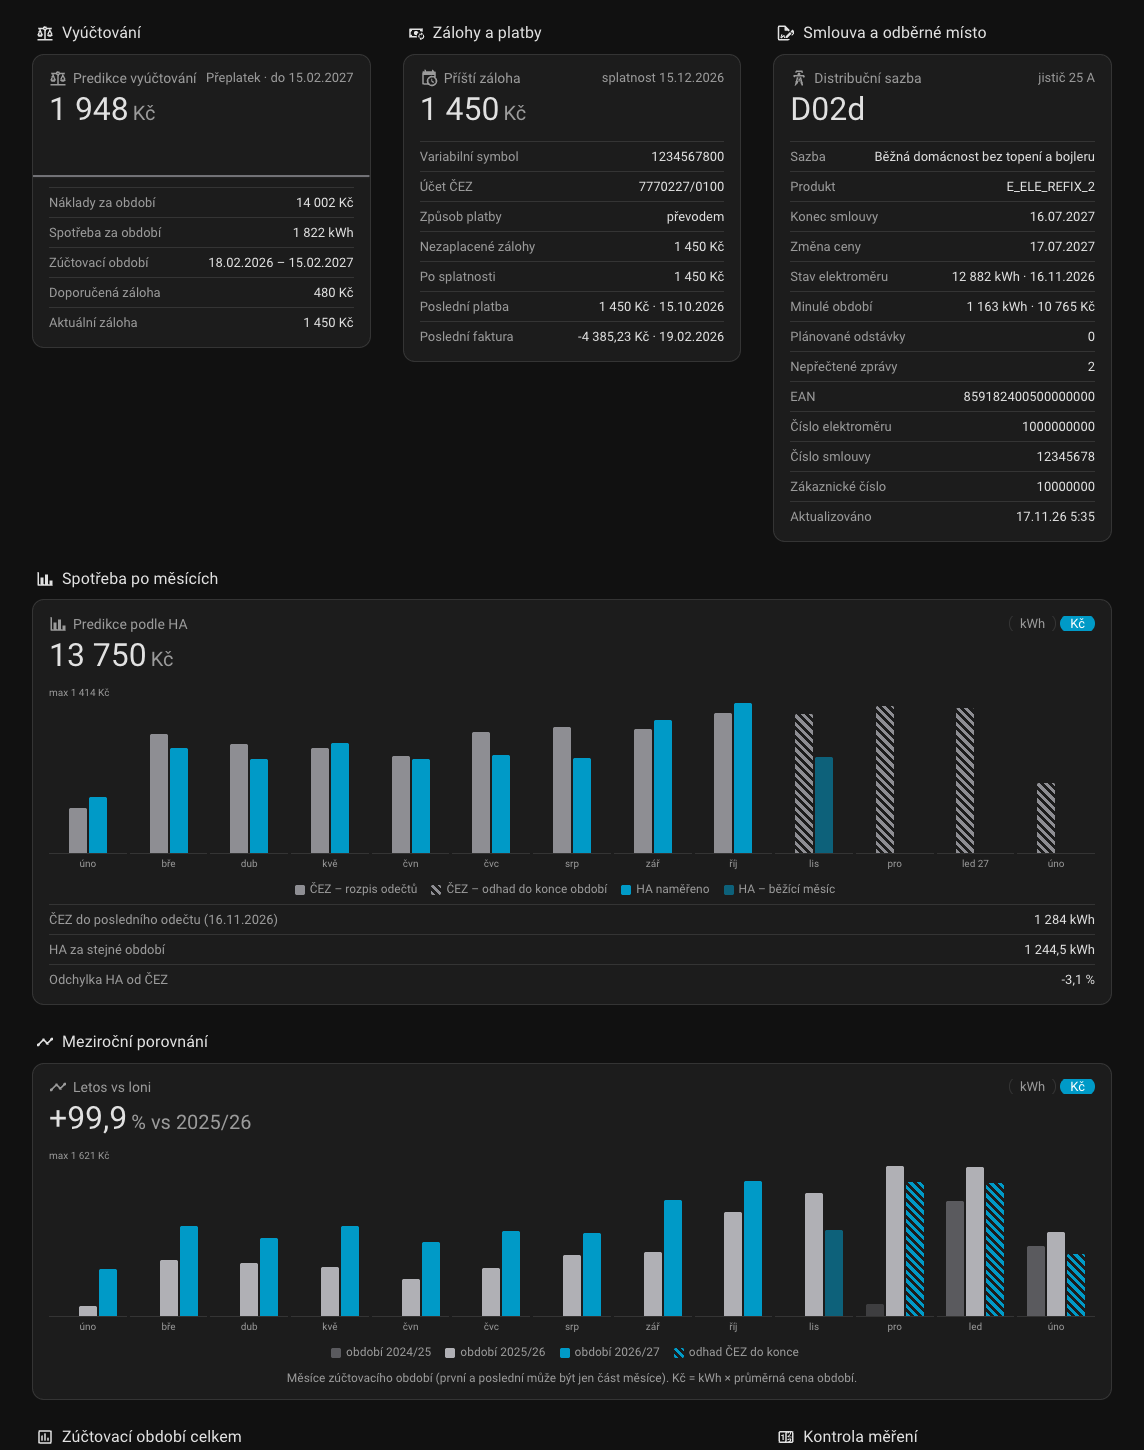 Vyúčtování
Predikce vyúčtování Přeplatek · do 15.02.2027
1 948 Kč
Náklady za období 14 002 Kč
Spotřeba za období 1 822 kWh
Zúčtovací období 18.02.2026 – 15.02.2027
Doporučená záloha 480 Kč
Aktuální záloha 1 450 Kč
Zálohy a platby
Příští záloha splatnost 15.12.2026
1 450 Kč
Variabilní symbol 1234567800
Účet ČEZ 7770227/0100
Způsob platby převodem
Nezaplacené zálohy 1 450 Kč
Po splatnosti 1 450 Kč
Poslední platba 1 450 Kč · 15.10.2026
Poslední faktura -4 385,23 Kč · 19.02.2026
Smlouva a odběrné místo
Distribuční sazba jistič 25 A
D02d
Sazba Běžná domácnost bez topení a bojleru
Produkt E_ELE_REFIX_2
Konec smlouvy 16.07.2027
Změna ceny 17.07.2027
Stav elektroměru 12 882 kWh · 16.11.2026
Minulé období 1 163 kWh · 10 765 Kč
Plánované odstávky 0
Nepřečtené zprávy 2
EAN 859182400500000000
Číslo elektroměru 1000000000
Číslo smlouvy 12345678
Zákaznické číslo 10000000
Aktualizováno 17.11.26 5:35
Spotřeba po měsících
Predikce podle HA kWh Kč
13 750 Kč
max 1 414 Kč
úno bře dub kvě čvn čvc srp zář říj lis pro led 27 úno
ČEZ – rozpis odečtů ČEZ – odhad do konce období HA naměřeno HA – běžící měsíc
ČEZ do posledního odečtu (16.11.2026) 1 284 kWh
HA za stejné období 1 244,5 kWh
Odchylka HA od ČEZ -3,1 %
Meziroční porovnání
Letos vs loni kWh Kč
+99,9 % vs 2025/26
max 1 621 Kč
úno bře dub kvě čvn čvc srp zář říj lis pro led úno
období 2024/25 období 2025/26 období 2026/27 odhad ČEZ do konce
Měsíce zúčtovacího období (první a poslední může být jen část měsíce). Kč = kWh × průměrná cena období.
Zúčtovací období celkem
Kontrola měření